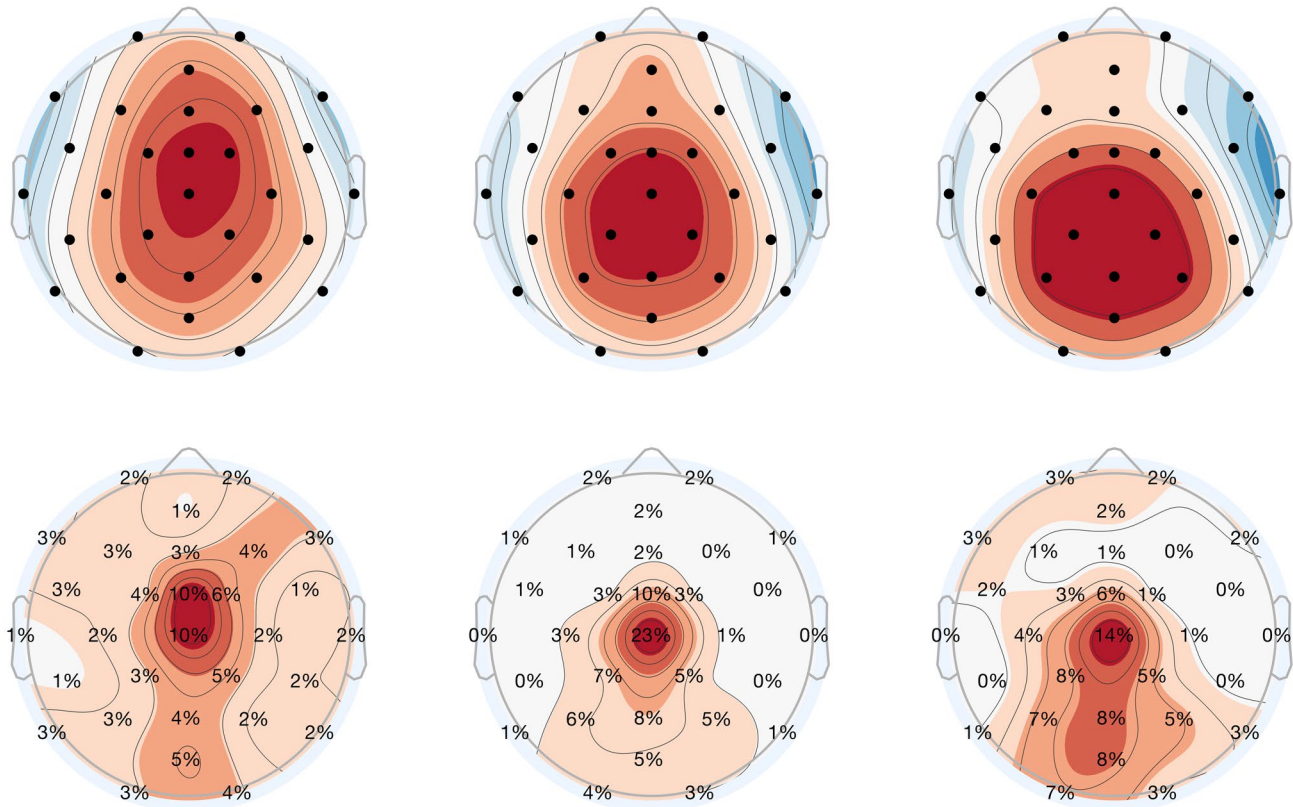 2% 2% 2% 2% 3% 2%
1% 2% 2%
3% 3% 1% 1% 3% 2%
3% 3% 4% 1% 2% 0% 1% 1% 0%
3% 4% 10% 6% 1% 1% 3% 10% 3% 0% 2% 3% 6% 1% 0%
1% 2% 10% 2% 2% 0% 3% 23% 1% 0% 0% 4% 14% 1% 0%
1% 3% 5% 2% 0% 7% 5% 0% 0% 8% 5% 0%
3% 4% 2% 6% 8% 5% 7% 8% 5%
3% 2% 1% 1% 1% 3%
5% 5% 8%
3% 4% 4% 3% 7% 3%